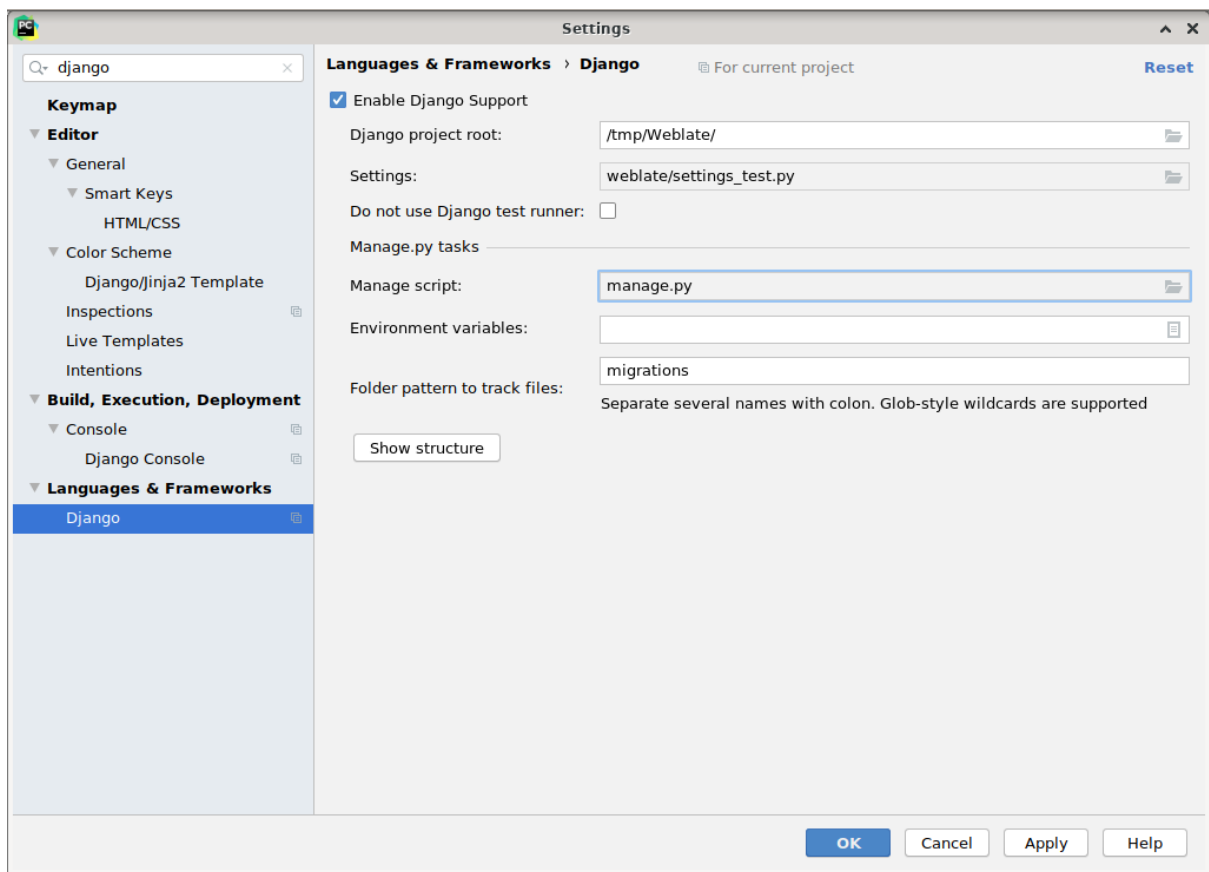 PC
Settings
django
Keymap
Editor
General
Smart Keys
HTML/CSS
Color Scheme
Django/Jinja2 Template
Inspections
Live Templates
Intentions
Build, Execution, Deployment
Console
Django Console
Languages & Frameworks
Django
Languages & Frameworks › Django For current project Reset
Enable Django Support
Django project root: /tmp/Weblate/
Settings: weblate/settings_test.py
Do not use Django test runner:
Manage.py tasks
Manage script: manage.py
Environment variables:
Folder pattern to track files: migrations
Separate several names with colon. Glob-style wildcards are supported
Show structure
OK Cancel Apply Help